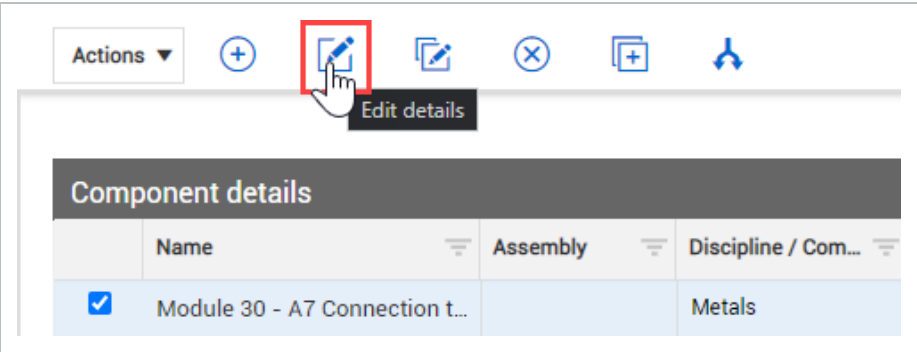 Actions
Edit details
Component details
Name Assembly Discipline / Com...
Module 30 - A7 Connection t... Metals